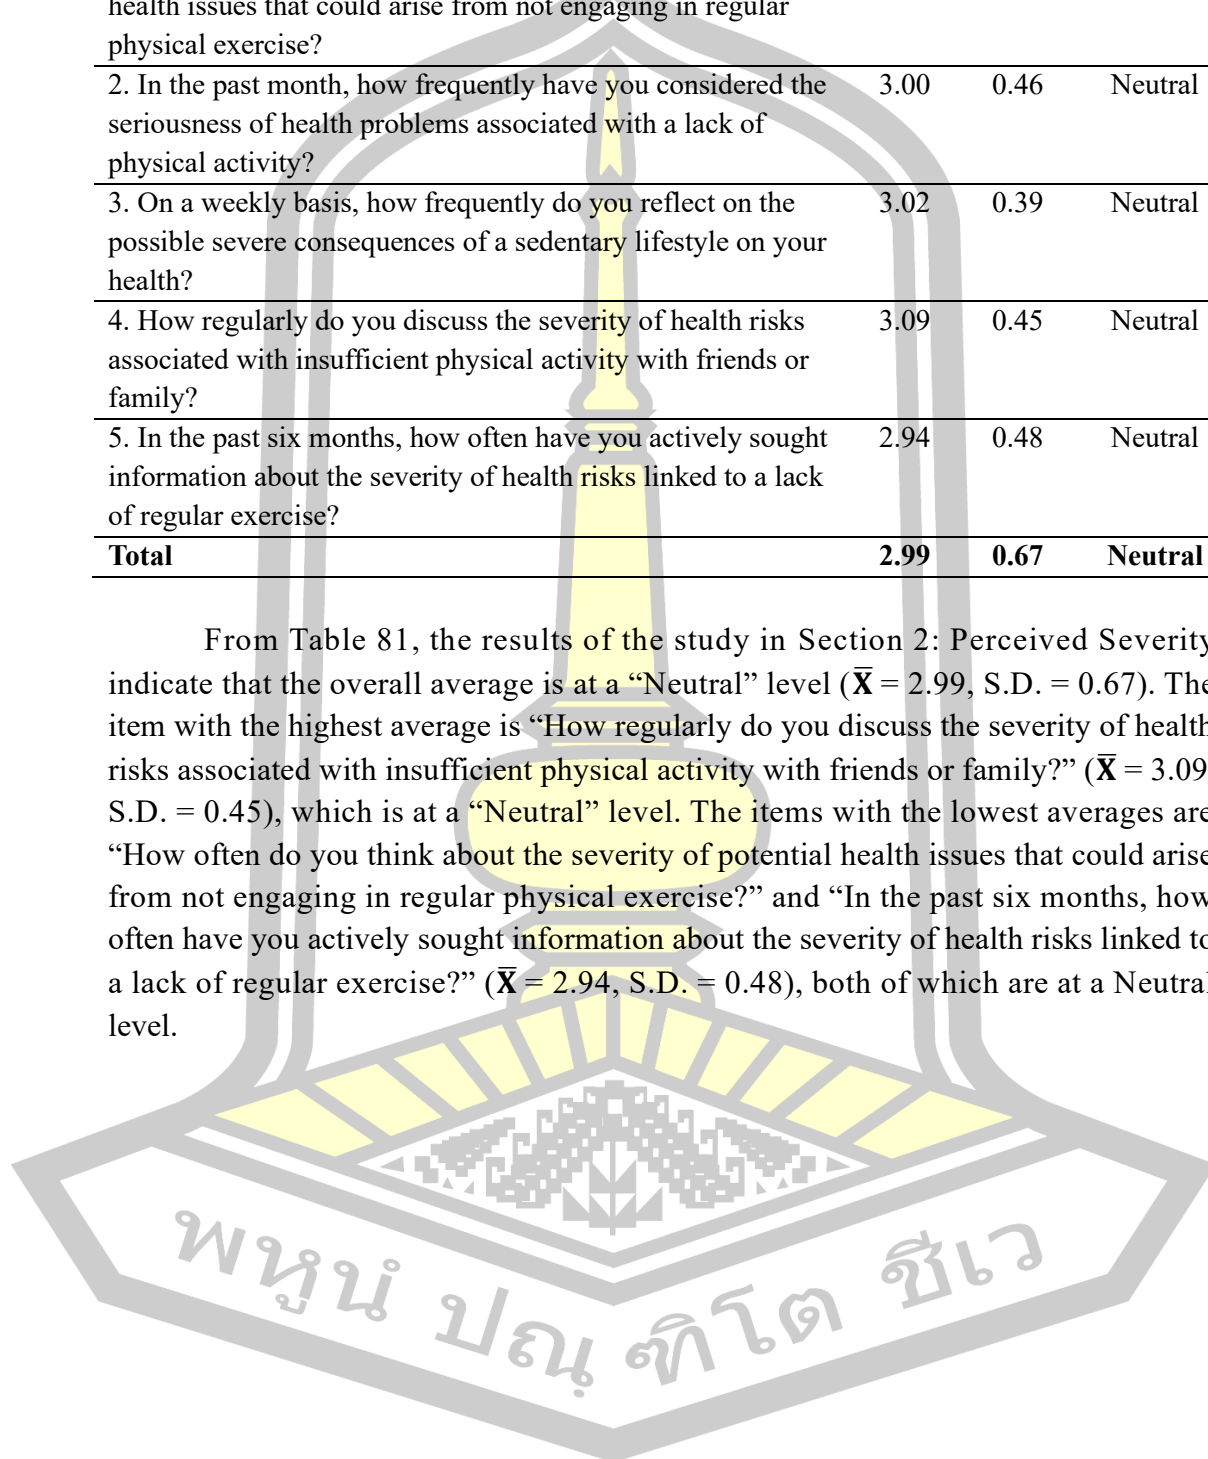 health issues that could arise from not engaging in regular
physical exercise?
2. In the past month, how frequently have you considered the 3.00 0.46 Neutral
seriousness of health problems associated with a lack of
physical activity?
3. On a weekly basis, how frequently do you reflect on the 3.02 0.39 Neutral
possible severe consequences of a sedentary lifestyle on your
health?
4. How regularly do you discuss the severity of health risks 3.09 0.45 Neutral
associated with insufficient physical activity with friends or
family?
5. In the past six months, how often have you actively sought 2.94 0.48 Neutral
information about the severity of health risks linked to a lack
of regular exercise?
Total 2.99 0.67 Neutral
From Table 81, the results of the study in Section 2: Perceived Severity
indicate that the overall average is at a “Neutral” level (X̅ = 2.99, S.D. = 0.67). The
item with the highest average is “How regularly do you discuss the severity of health
risks associated with insufficient physical activity with friends or family?” (X̅ = 3.09
S.D. = 0.45), which is at a “Neutral” level. The items with the lowest averages are
“How often do you think about the severity of potential health issues that could arise
from not engaging in regular physical exercise?” and “In the past six months, how
often have you actively sought information about the severity of health risks linked to
a lack of regular exercise?” (X̅ = 2.94, S.D. = 0.48), both of which are at a Neutral
level.
พหูนํ ปณฺฑิโต ชีเว